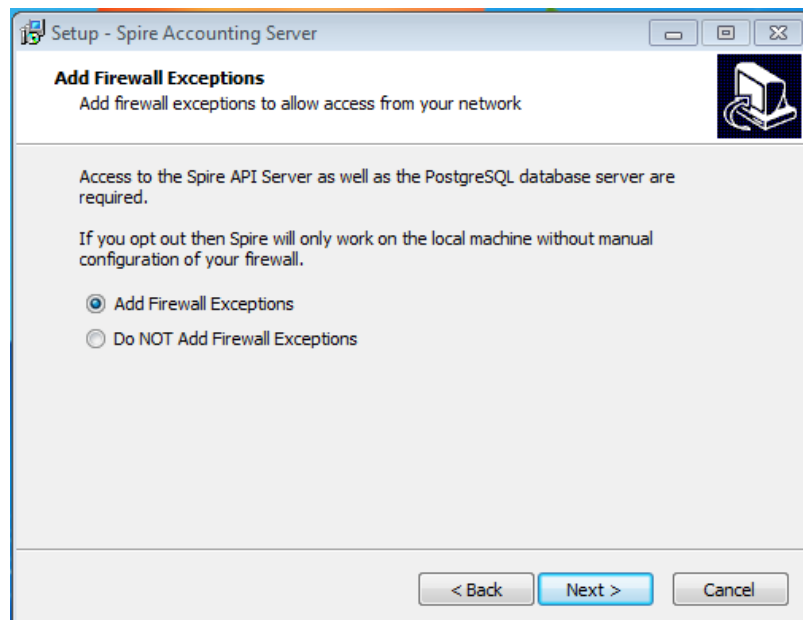 Setup - Spire Accounting Server
Add Firewall Exceptions
Add firewall exceptions to allow access from your network
Access to the Spire API Server as well as the PostgreSQL database server are
required.
If you opt out then Spire will only work on the local machine without manual
configuration of your firewall.
Add Firewall Exceptions
Do NOT Add Firewall Exceptions
< Back Next > Cancel